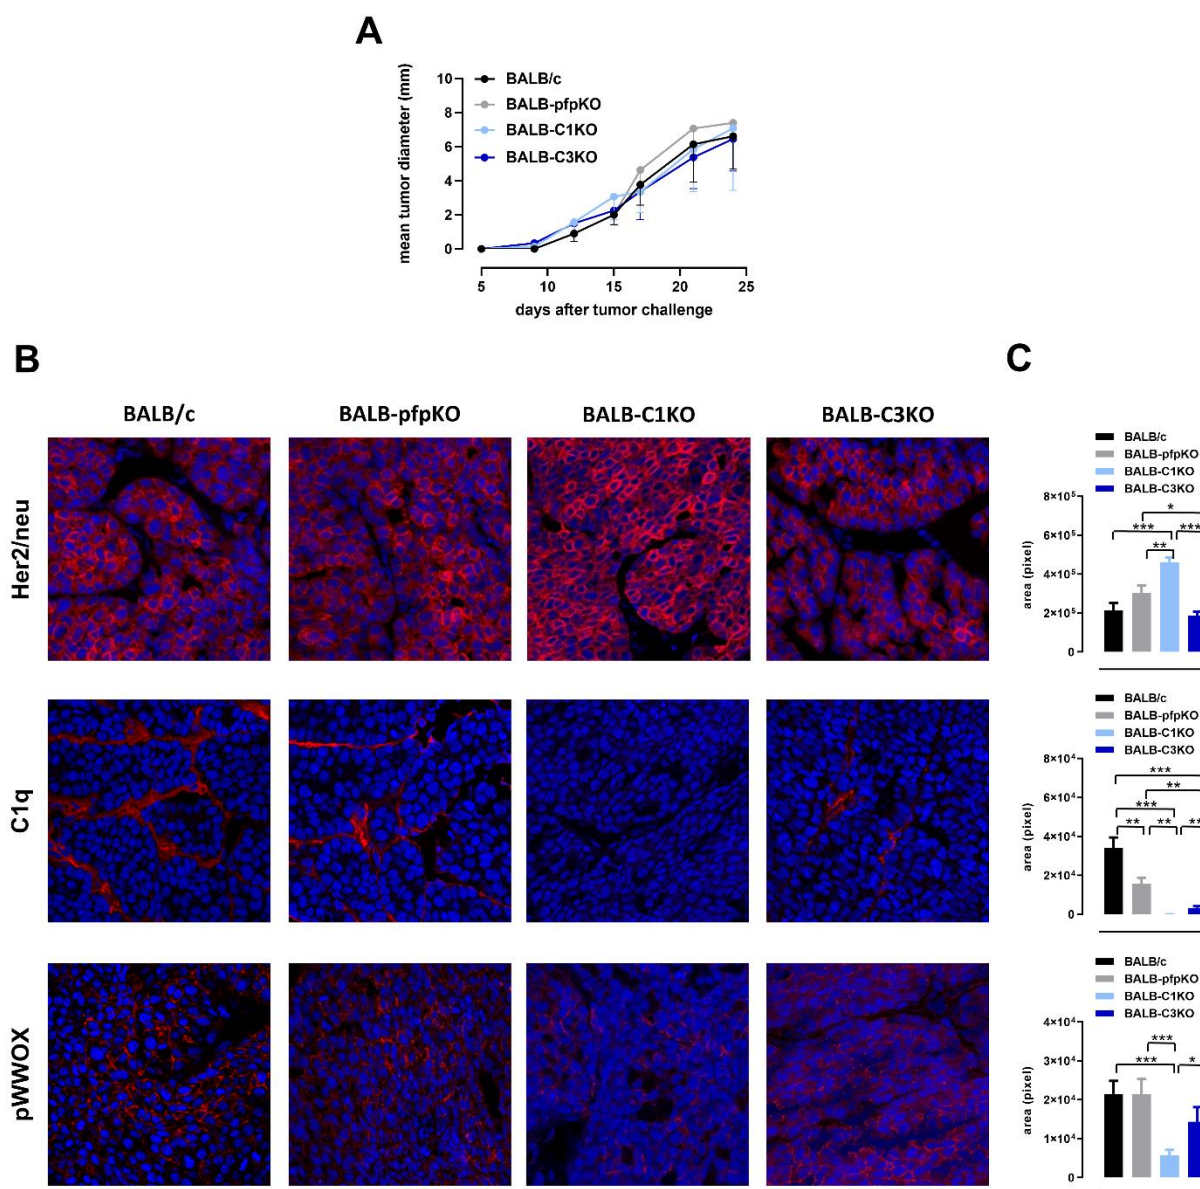 A
mean tumor diameter (mm)
10
8
6
4
2
0
BALB/c
BALB-pfpKO
BALB-C1KO
BALB-C3KO
5 10 15 20 25
days after tumor challenge
B
BALB/c BALB-pfpKO BALB-C1KO BALB-C3KO
Her2/neu
C1q
pWWOX
C
BALB/c
BALB-pfpKO
BALB-C1KO
BALB-C3KO
area (pixel)
8×10⁵
6×10⁵
4×10⁵
2×10⁵
0
*
*** ***
**
BALB/c
BALB-pfpKO
BALB-C1KO
BALB-C3KO
area (pixel)
8×10⁴
6×10⁴
4×10⁴
2×10⁴
0
***
**
***
** ** **
BALB/c
BALB-pfpKO
BALB-C1KO
BALB-C3KO
area (pixel)
4×10⁴
3×10⁴
2×10⁴
1×10⁴
0
***
*** *